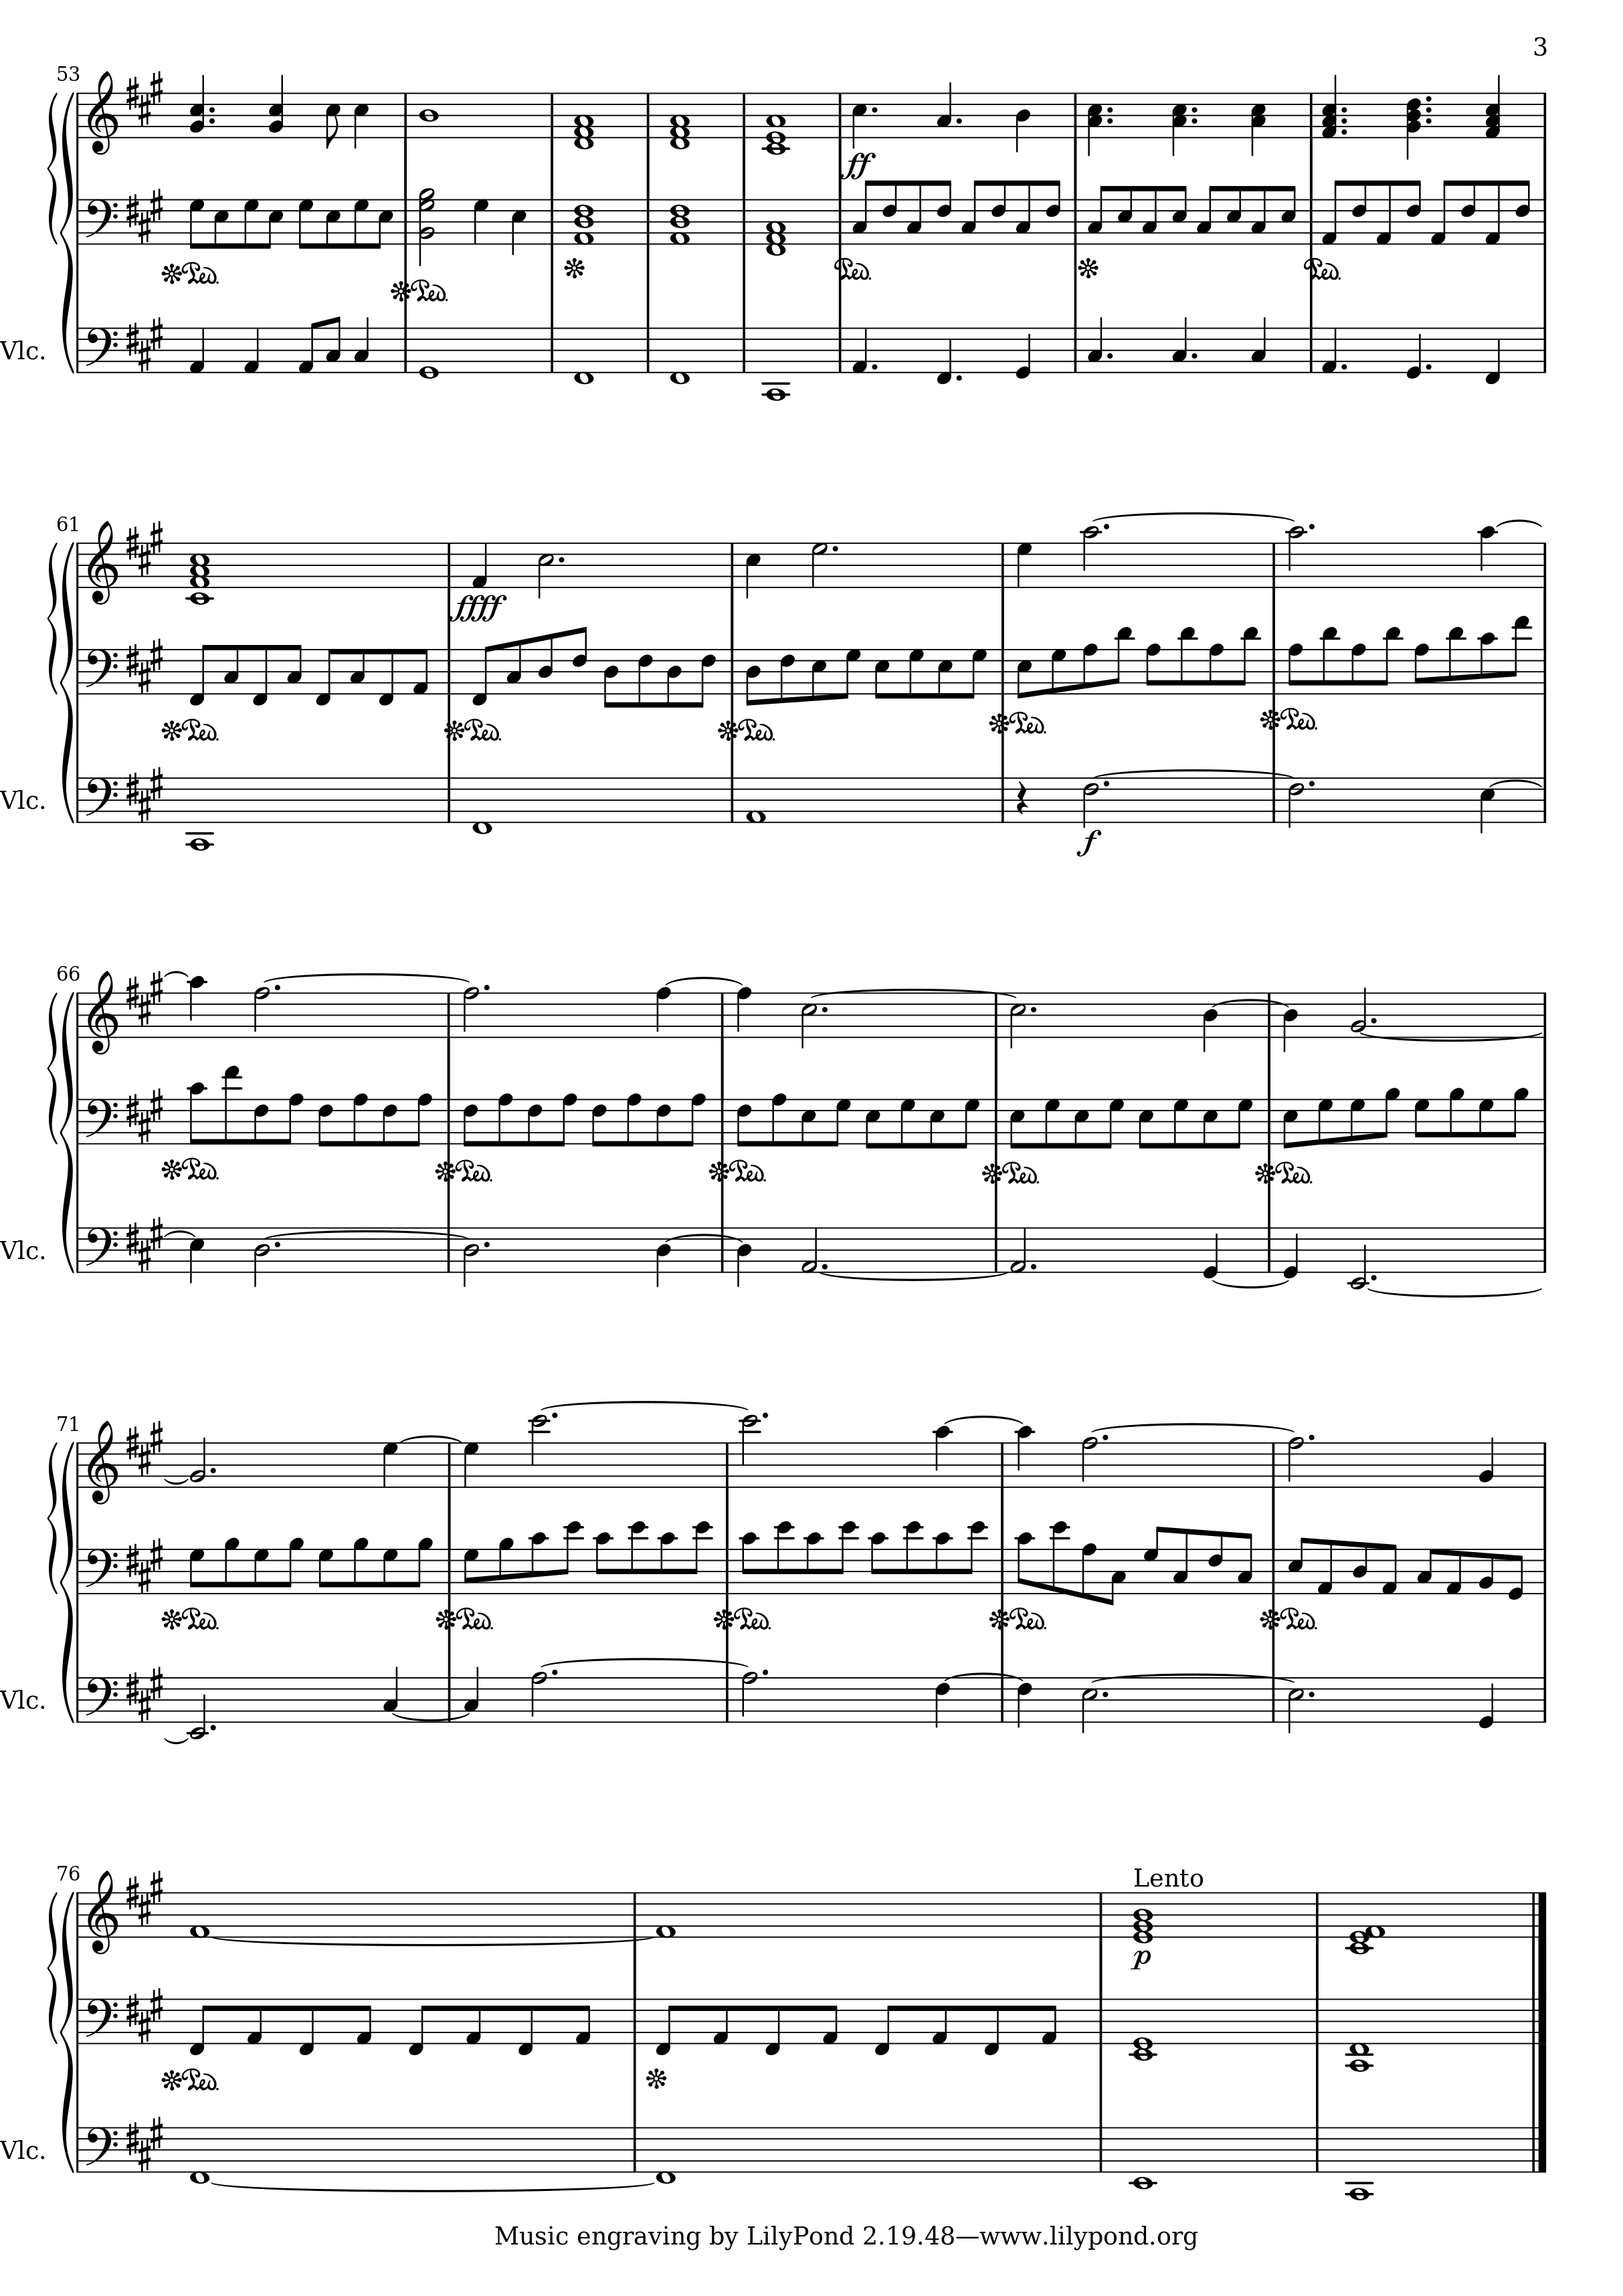 3
53
ff
Vlc.
61
ffff
Vlc.
f
66
Vlc.
71
Vlc.
76
Lento
p
Vlc.
Music engraving by LilyPond 2.19.48—www.lilypond.org